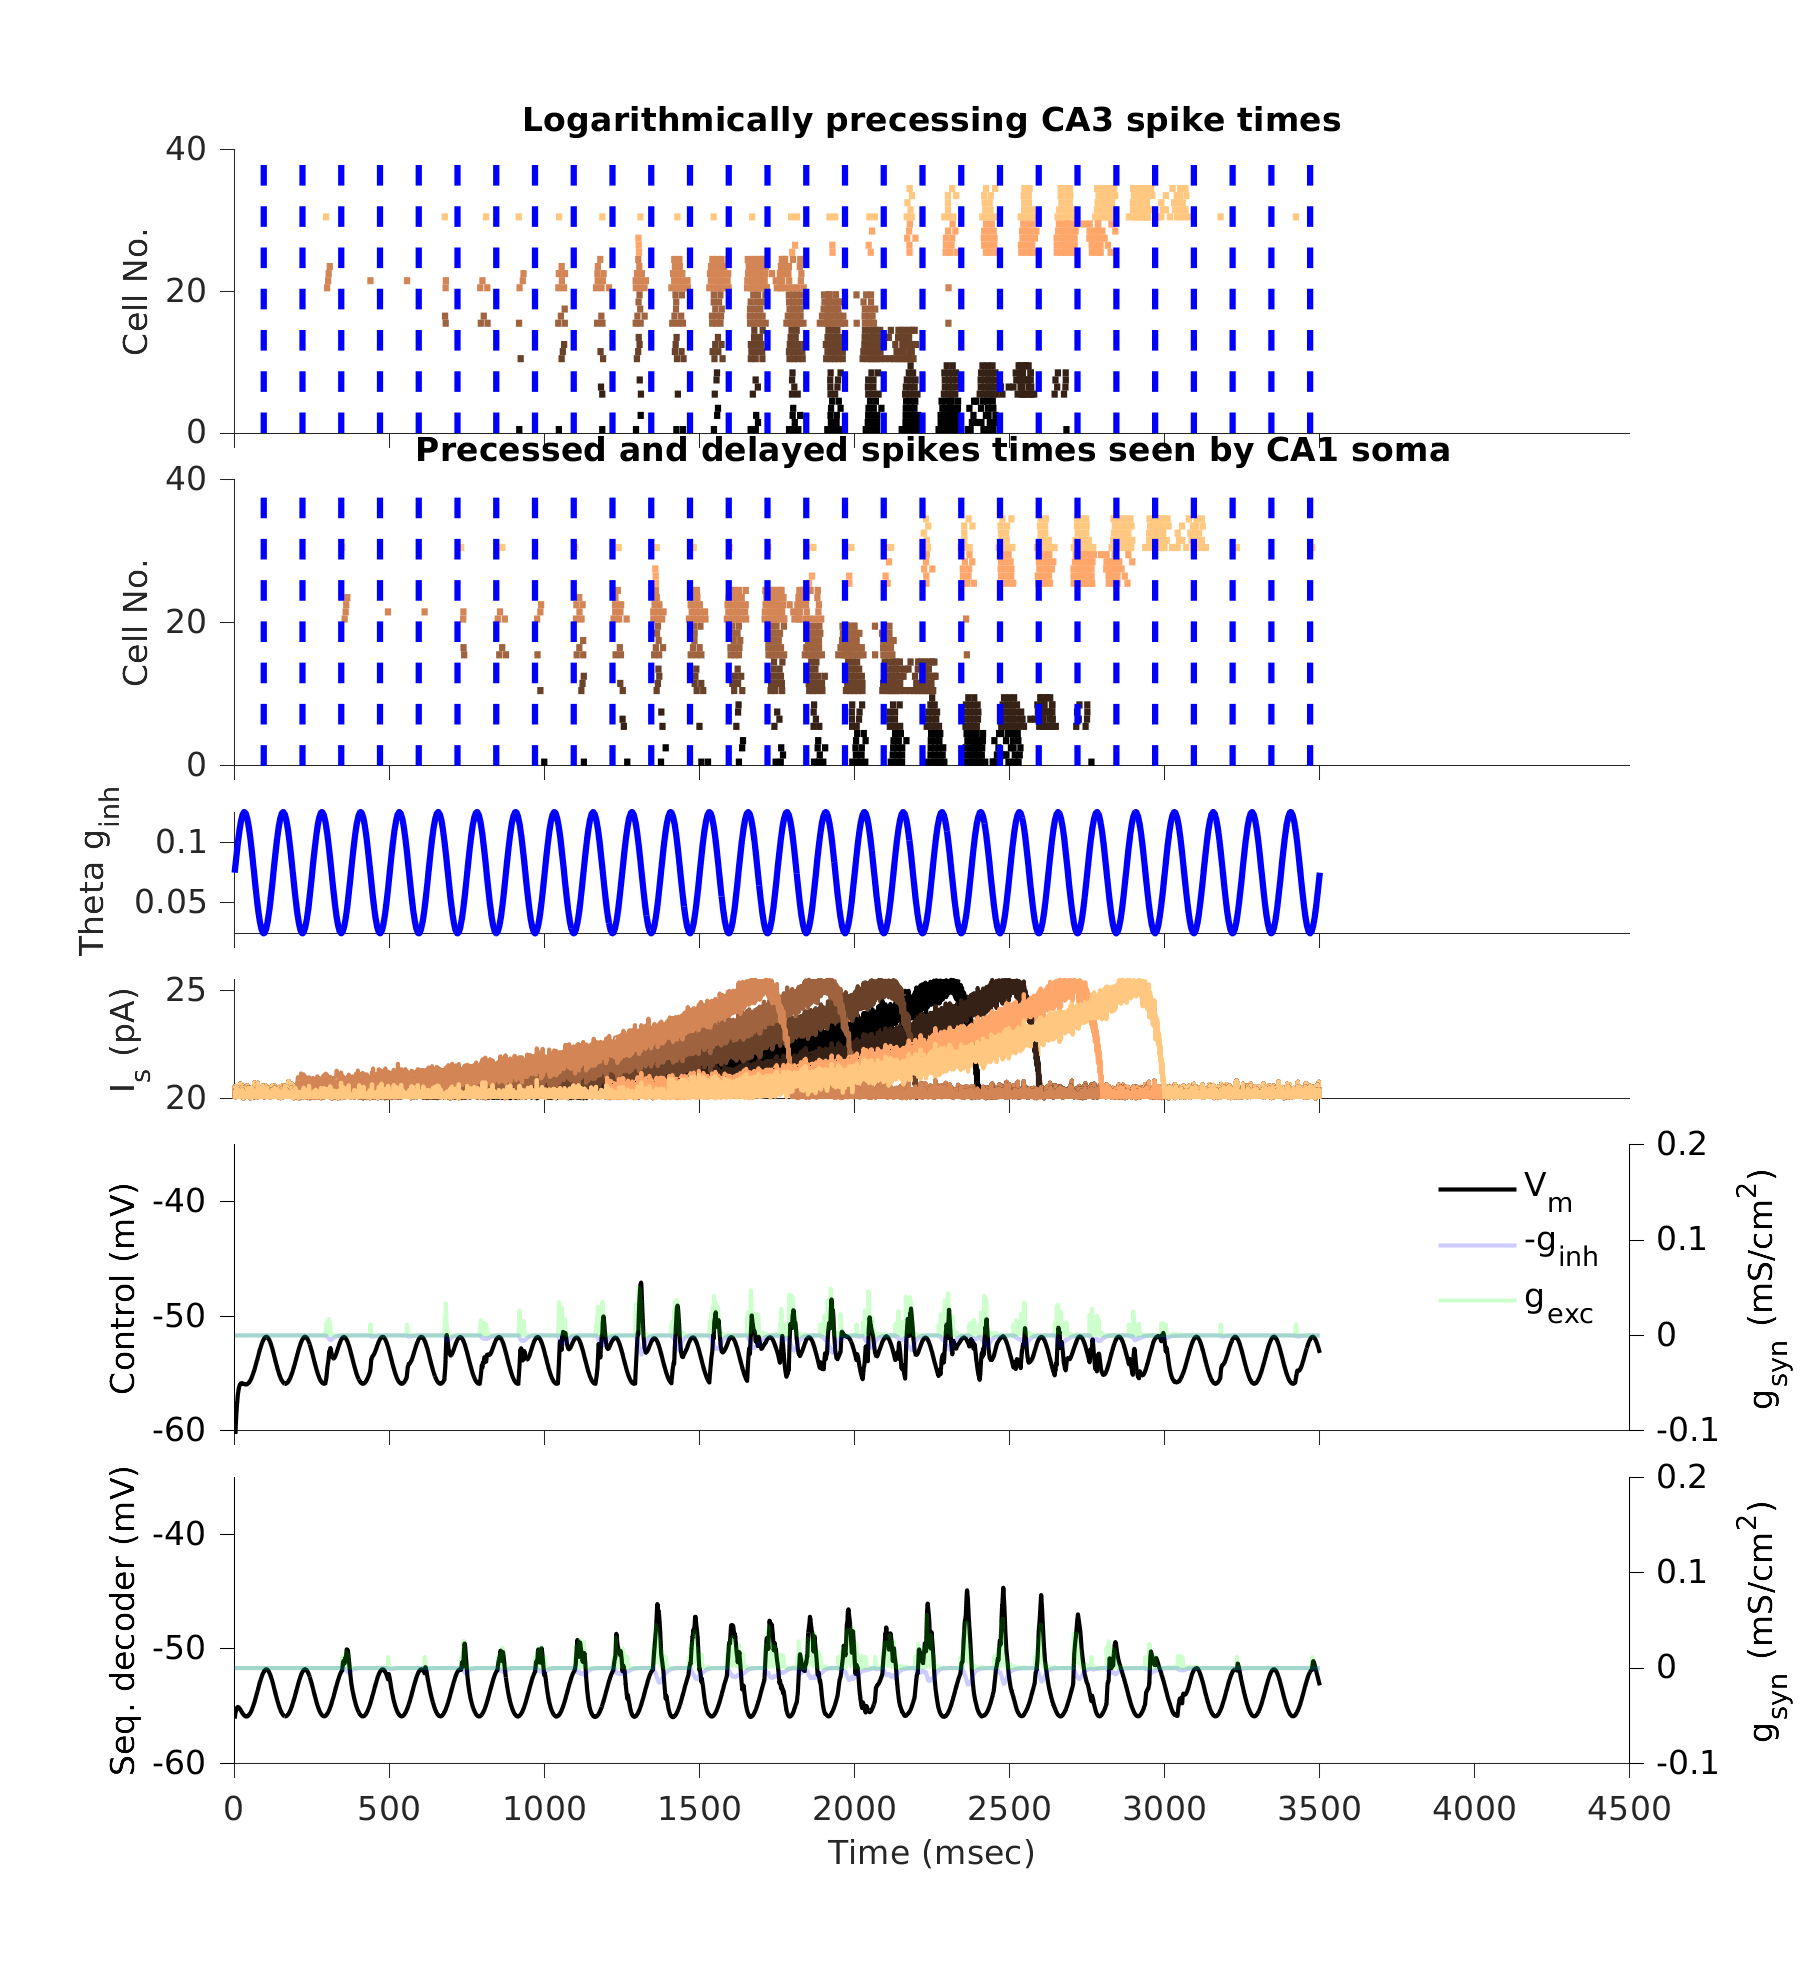 Logarithmically precessing CA3 spike times
40
20
0
Cell No.
Precessed and delayed spikes times seen by CA1 soma
40
20
0
Cell No.
Theta g_inh
0.1
0.05
I_s (pA)
25
20
Control (mV)
-40
-50
-60
V_m
-g_inh
g_exc
0.2
0.1
0
-0.1
g_syn (mS/cm²)
Seq. decoder (mV)
-40
-50
-60
0.2
0.1
0
-0.1
g_syn (mS/cm²)
0 500 1000 1500 2000 2500 3000 3500 4000 4500
Time (msec)